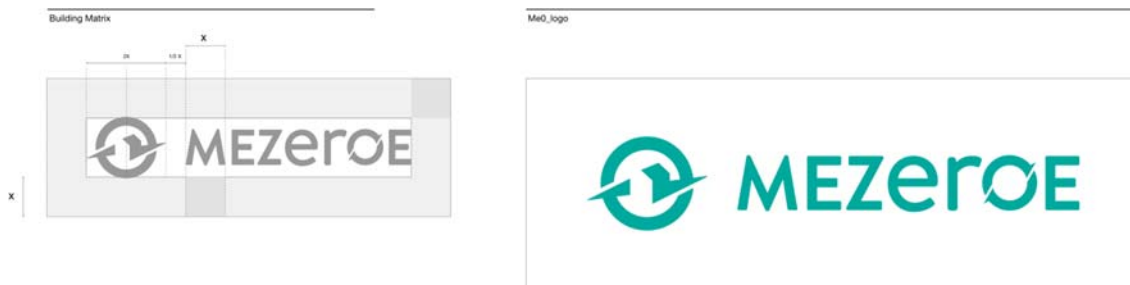 Building Matrix
Me0_logo
X
2X
1/2 X
MEZeroE
X
MEZeroE